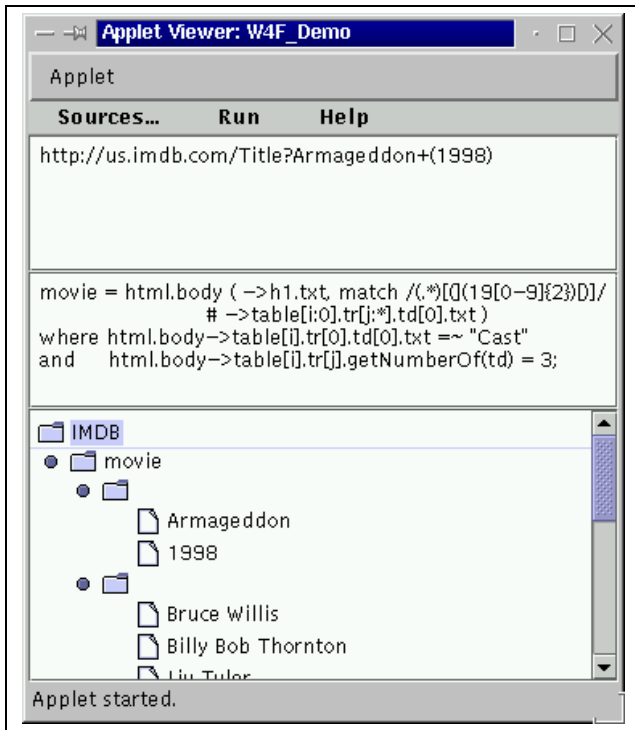 Applet Viewer: W4F_Demo
Applet
Sources... Run Help
http://us.imdb.com/Title?Armageddon+(1998)
movie = html.body ( −>h1.txt, match /(.*)[(](19[0−9]{2})[)]/
# −>table[i:0].tr[j:*].td[0].txt )
where html.body−>table[i].tr[0].td[0].txt =~ "Cast"
and html.body−>table[i].tr[j].getNumberOf(td) = 3;
IMDB
movie
Armageddon
1998
Bruce Willis
Billy Bob Thornton
Liv Tyler
Applet started.